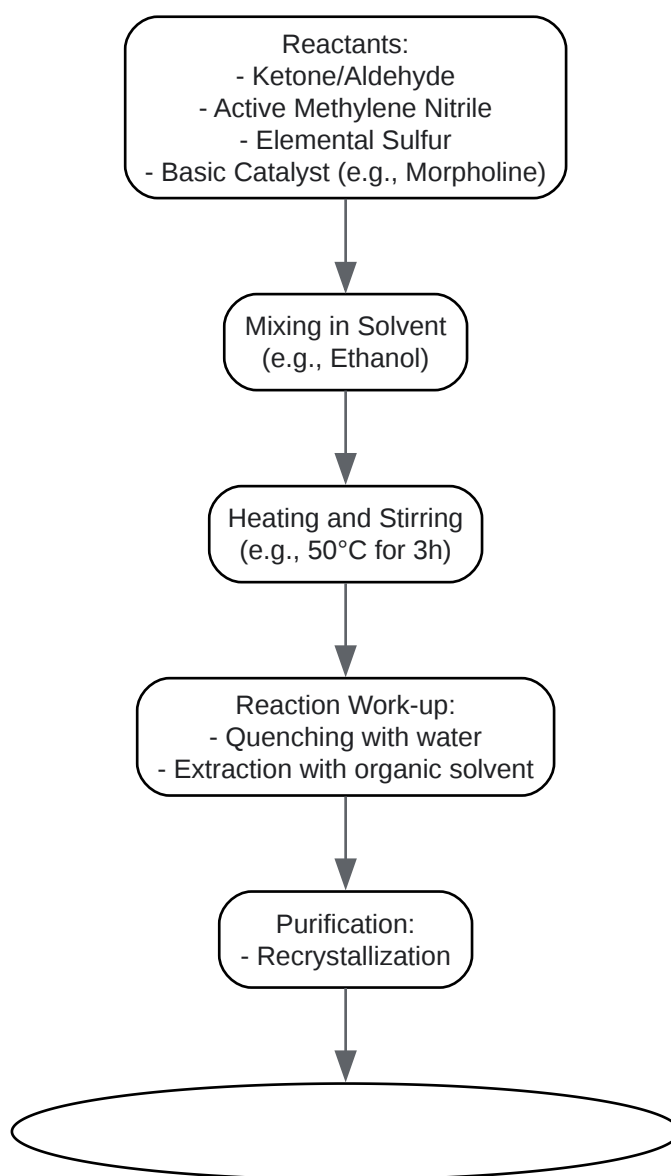 Reactants:
- Ketone/Aldehyde
- Active Methylene Nitrile
- Elemental Sulfur
- Basic Catalyst (e.g., Morpholine)
Mixing in Solvent
(e.g., Ethanol)
Heating and Stirring
(e.g., 50°C for 3h)
Reaction Work-up:
- Quenching with water
- Extraction with organic solvent
Purification:
- Recrystallization